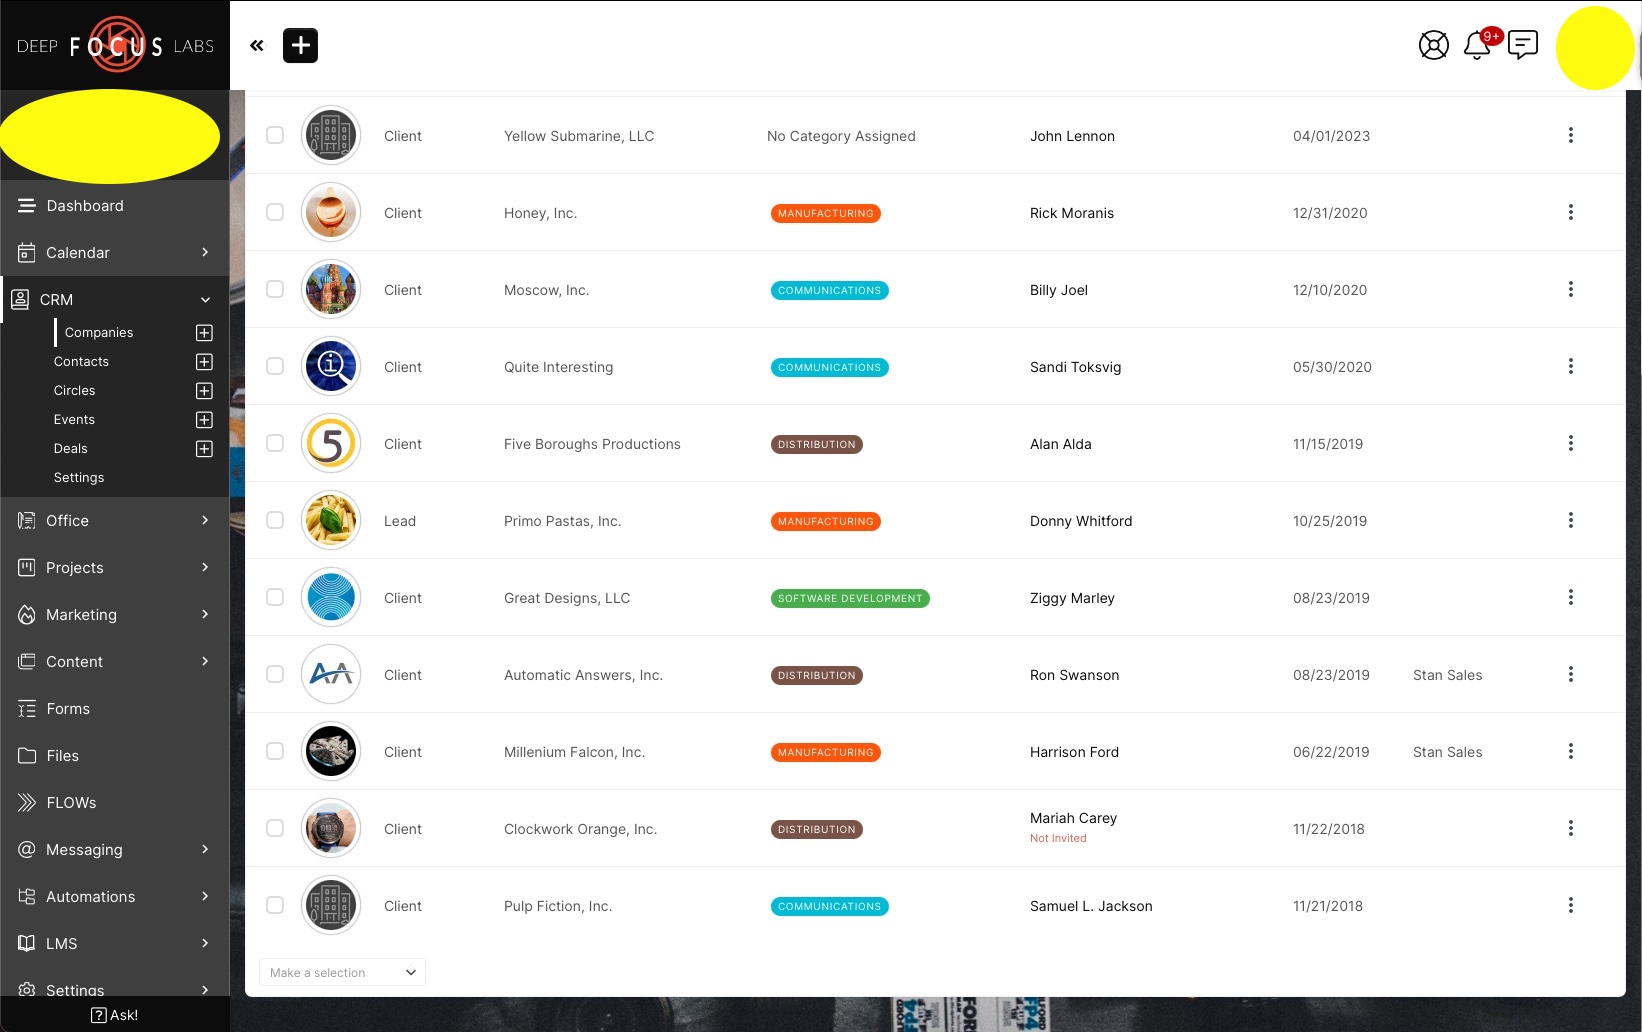 DEEP FOCUS LABS
9+
Dashboard
Calendar
CRM
Companies
Contacts
Circles
Events
Deals
Settings
Office
Projects
Marketing
Content
Forms
Files
FLOWs
Messaging
Automations
LMS
Settings
Ask!
Client Yellow Submarine, LLC No Category Assigned John Lennon 04/01/2023
Client Honey, Inc. MANUFACTURING Rick Moranis 12/31/2020
Client Moscow, Inc. COMMUNICATIONS Billy Joel 12/10/2020
Client Quite Interesting COMMUNICATIONS Sandi Toksvig 05/30/2020
Client Five Boroughs Productions DISTRIBUTION Alan Alda 11/15/2019
Lead Primo Pastas, Inc. MANUFACTURING Donny Whitford 10/25/2019
Client Great Designs, LLC SOFTWARE DEVELOPMENT Ziggy Marley 08/23/2019
Client Automatic Answers, Inc. DISTRIBUTION Ron Swanson 08/23/2019 Stan Sales
Client Millenium Falcon, Inc. MANUFACTURING Harrison Ford 06/22/2019 Stan Sales
Client Clockwork Orange, Inc. DISTRIBUTION Mariah Carey 11/22/2018
Not Invited
Client Pulp Fiction, Inc. COMMUNICATIONS Samuel L. Jackson 11/21/2018
Make a selection